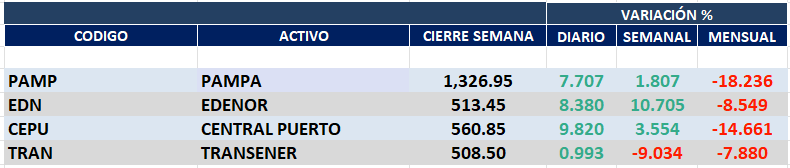 VARIACIÓN %
CODIGO ACTIVO CIERRE SEMANA DIARIO SEMANAL MENSUAL
PAMP PAMPA 1,326.95 7.707 1.807 -18.236
EDN EDENOR 513.45 8.380 10.705 -8.549
CEPU CENTRAL PUERTO 560.85 9.820 3.554 -14.661
TRAN TRANSENER 508.50 0.993 -9.034 -7.880